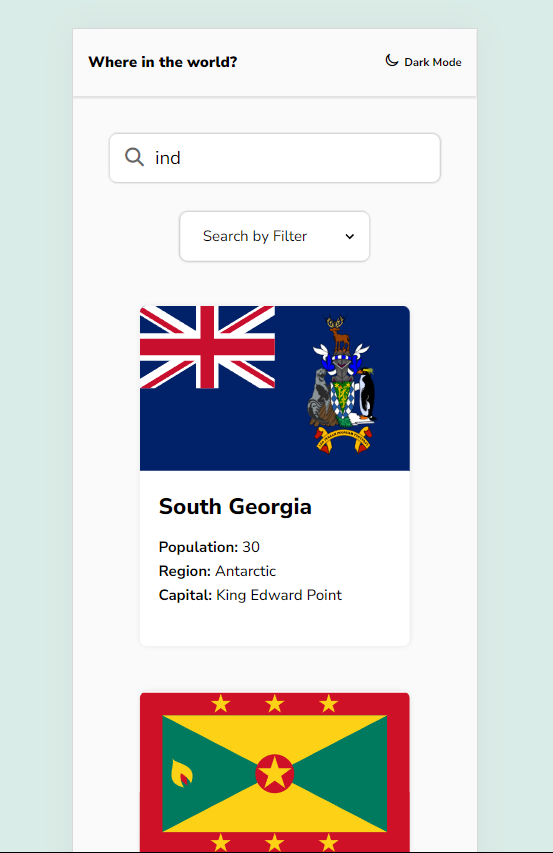 Where in the world?
Dark Mode
ind
Search by Filter
South Georgia
Population: 30
Region: Antarctic
Capital: King Edward Point